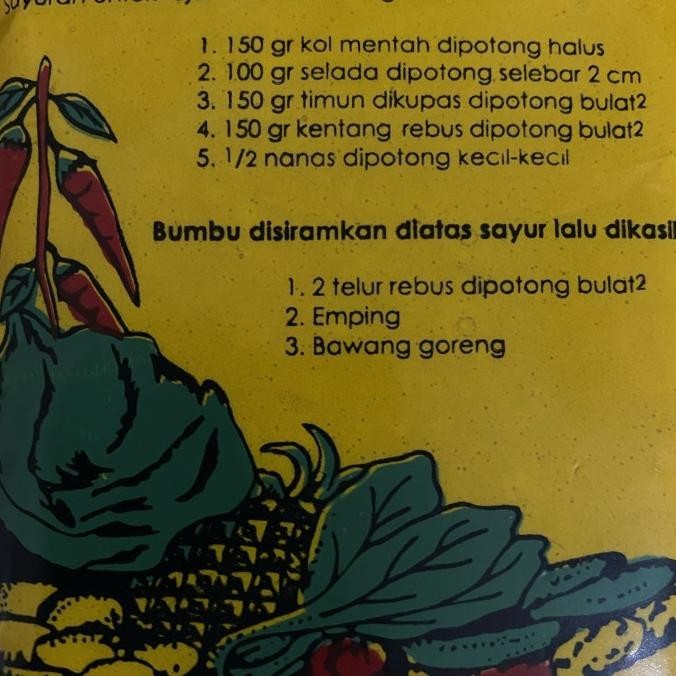 1. 150 gr kol mentah dipotong halus
2. 100 gr selada dipotong selebar 2 cm
3. 150 gr timun dikupas dipotong bulat2
4. 150 gr kentang rebus dipotong bulat2
5. 1/2 nanas dipotong kecil-kecil
Bumbu disiramkan diatas sayur lalu
1. 2 telur rebus dipotong bulat2
2. Emping
3. Bawang goreng